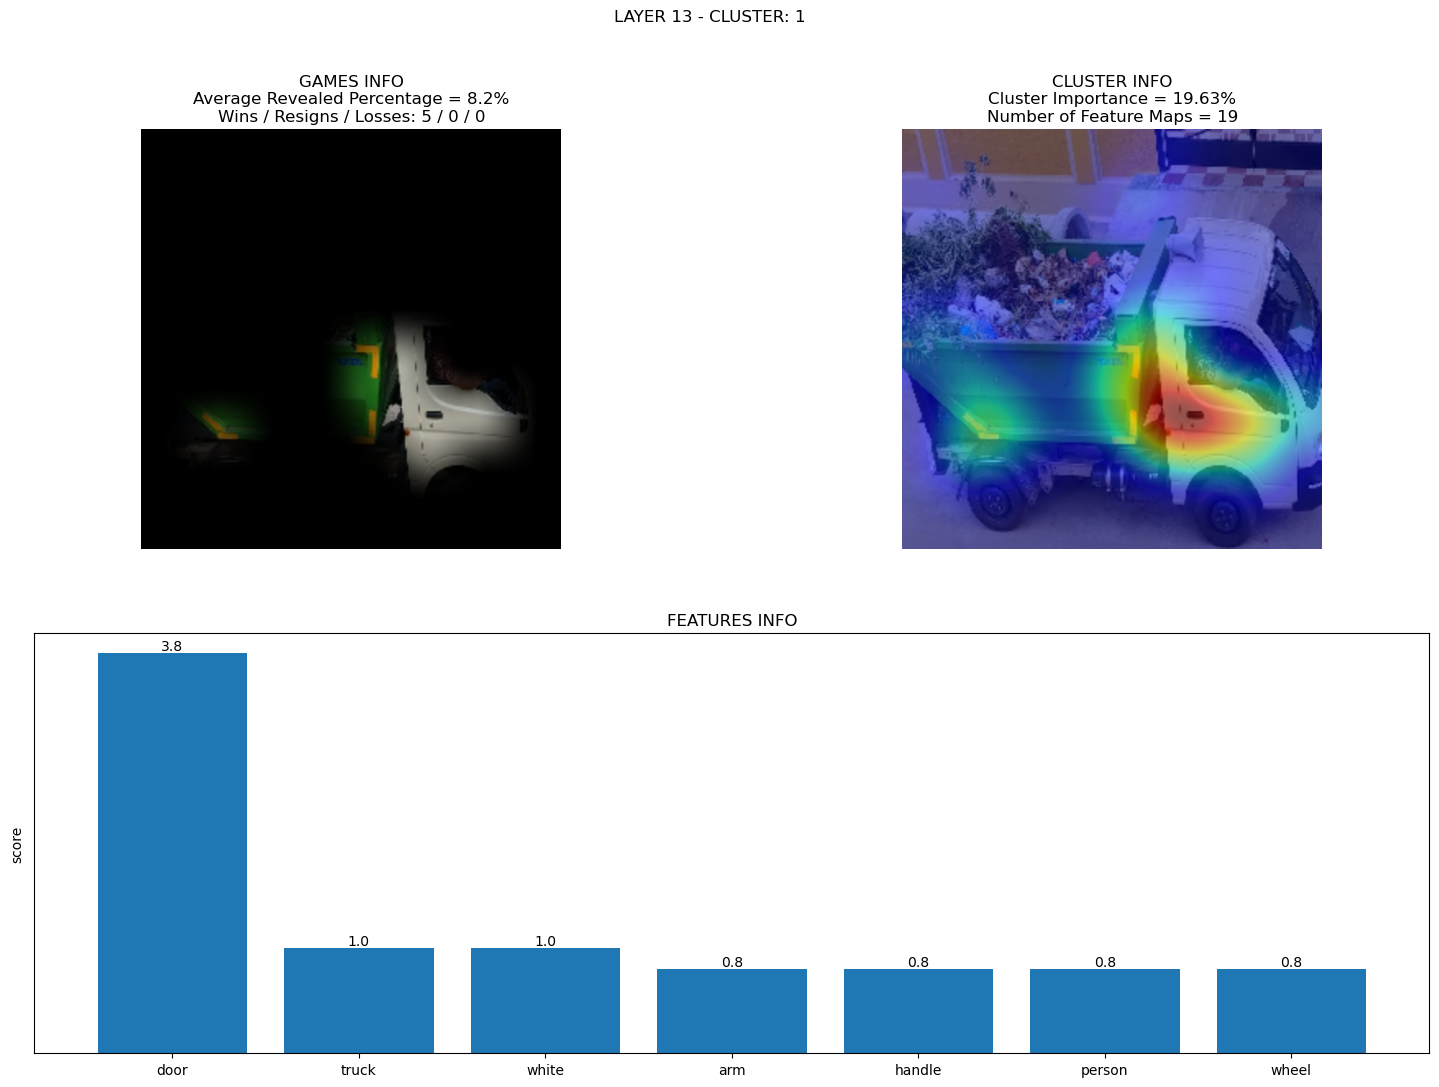 LAYER 13 - CLUSTER: 1
GAMES INFO
Average Revealed Percentage = 8.2%
Wins / Resigns / Losses: 5 / 0 / 0
CLUSTER INFO
Cluster Importance = 19.63%
Number of Feature Maps = 19
FEATURES INFO
score
3.8
1.0
1.0
0.8
0.8
0.8
0.8
door
truck
white
arm
handle
person
wheel